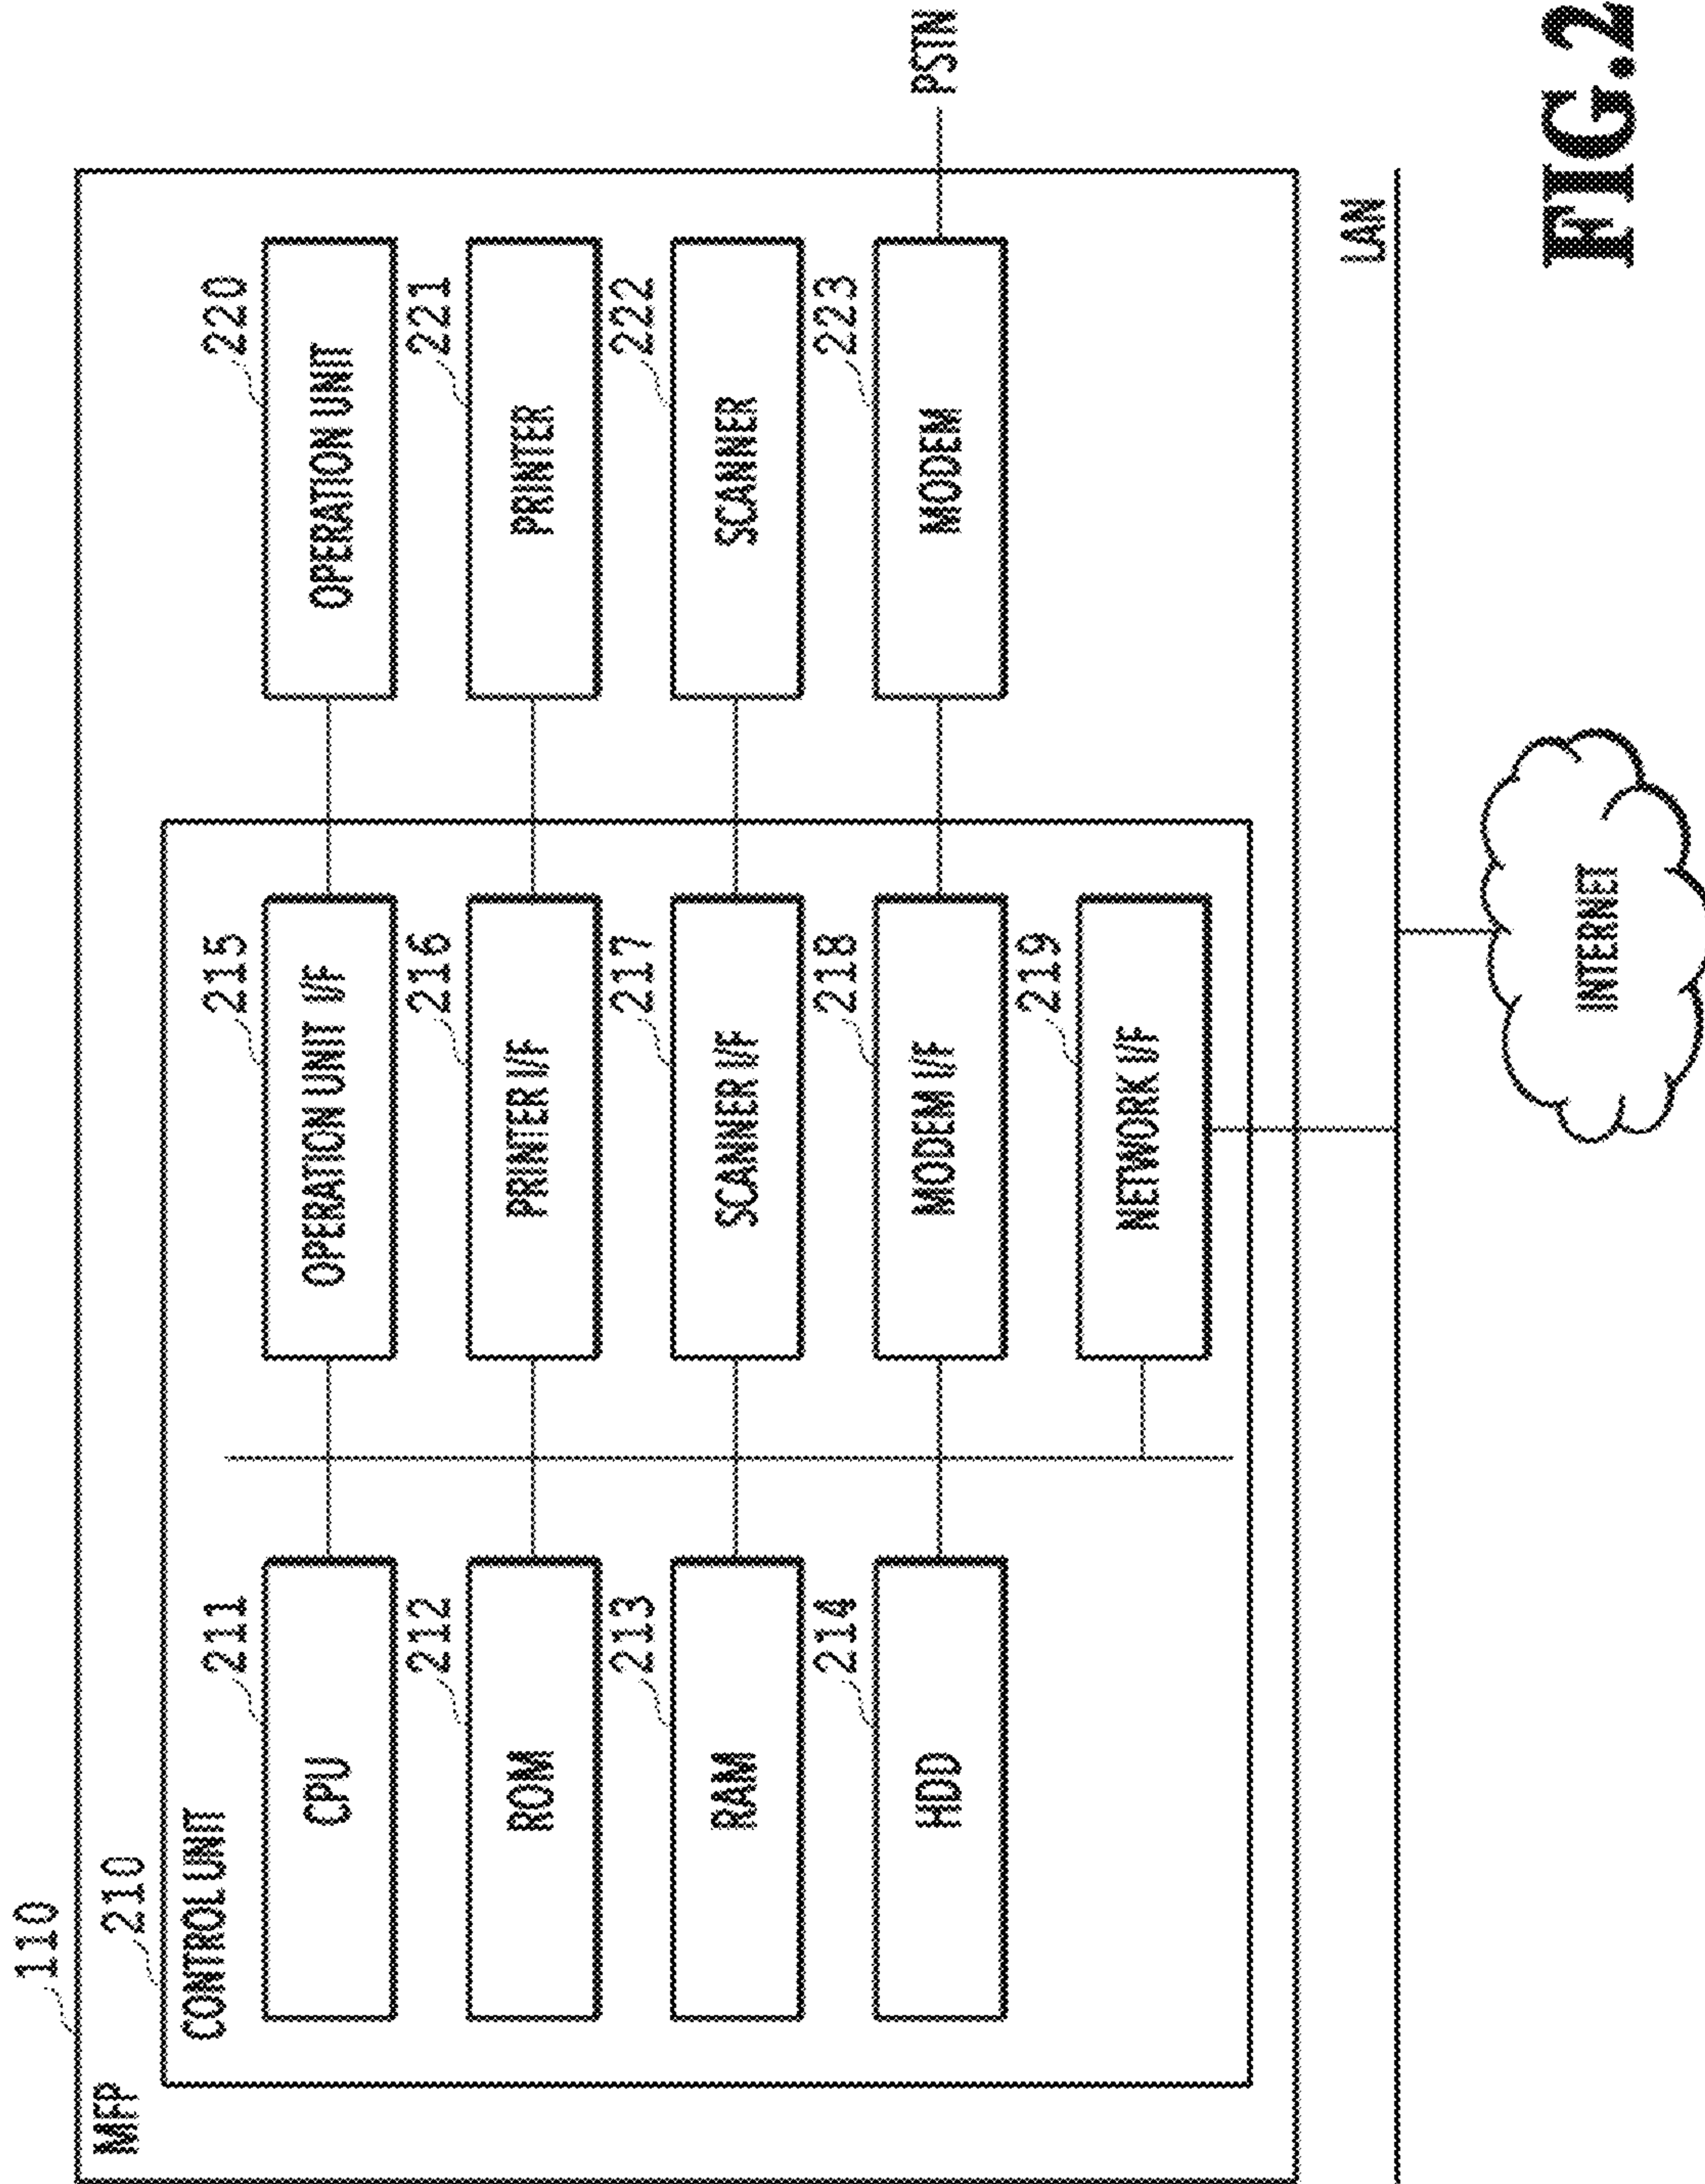 110
MFP
210
CONTROL UNIT
211
CPU
215
OPERATION UNIT I/F
220
OPERATION UNIT
212
ROM
216
PRINTER I/F
221
PRINTER
213
RAM
217
SCANNER I/F
222
SCANNER
214
HDD
218
MODEM I/F
223
MODEM
PSTN
219
NETWORK I/F
LAN
INTERNET
FIG.2